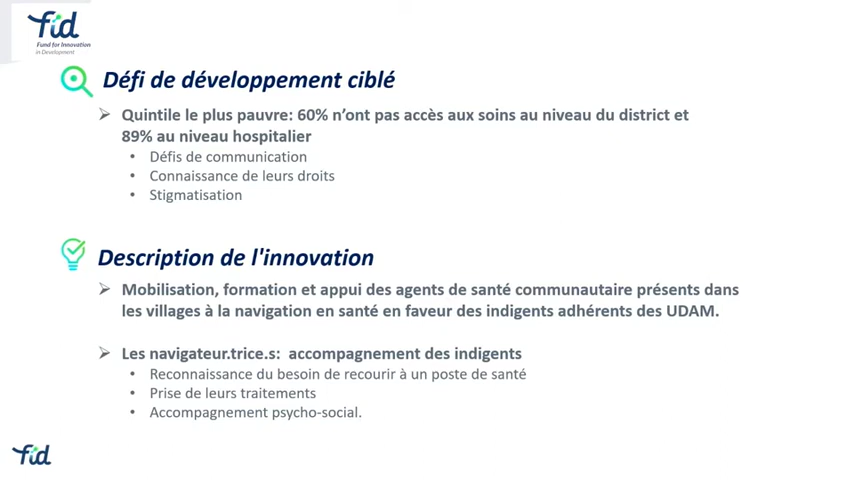 fid
Fund for Innovation
in Development
Défi de développement ciblé
➢ Quintile le plus pauvre: 60% n’ont pas accès aux soins au niveau du district et
89% au niveau hospitalier
• Défis de communication
• Connaissance de leurs droits
• Stigmatisation
Description de l'innovation
➢ Mobilisation, formation et appui des agents de santé communautaire présents dans
les villages à la navigation en santé en faveur des indigents adhérents des UDAM.
➢ Les navigateur.trice.s: accompagnement des indigents
• Reconnaissance du besoin de recourir à un poste de santé
• Prise de leurs traitements
• Accompagnement psycho-social.
fid